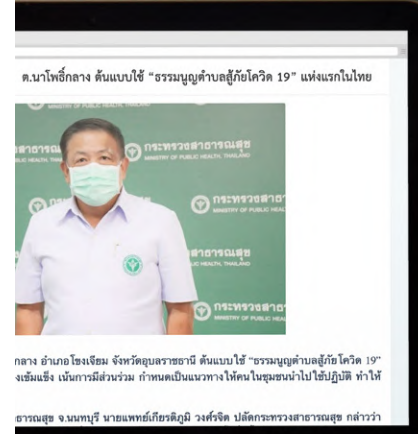 ต.นาโพธิ์กลาง ต้นแบบใช้ “ธรรมนูญตำบลสู้ภัยโควิด 19” แห่งแรกในไทย
สาธารณสุข
กระทรวงสาธารณสุข
MINISTRY OF PUBLIC HEALTH, THAILAND
กระทรวงสาธา
MINISTRY OF PUBLIC HEAL
สาธารณสุข
PUBLIC HEALTH, THAILAND
กระทรวงสาธา
MINISTRY OF PUBLIC HEAL
กลาง อำเภอโขงเจียม จังหวัดอุบลราชธานี ต้นแบบใช้ “ธรรมนูญตำบลสู้ภัยโควิด 19”
งเข้มแข็ง เน้นการมีส่วนร่วม กำหนดเป็นแนวทางให้คนในชุมชนนำไปใช้ปฏิบัติ ทำให้
ธารณสุข จ.นนทบุรี นายแพทย์เกียรติภูมิ วงศ์รจิต ปลัดกระทรวงสาธารณสุข กล่าวว่า